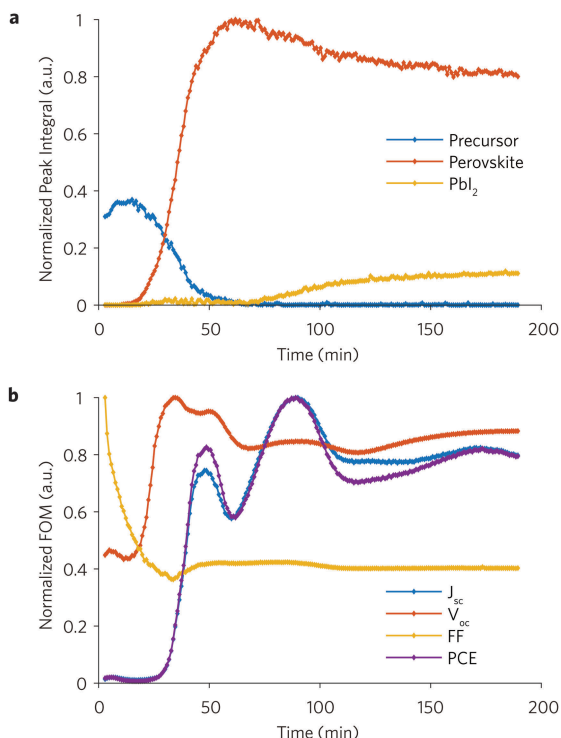 a
Normalized Peak Integral (a.u.)
1
0.8
0.6
0.4
0.2
0
Precursor
Perovskite
PbI₂
0 50 100 150 200
Time (min)
b
Normalized FOM (a.u.)
1
0.8
0.6
0.4
0.2
0
J_sc
V_oc
FF
PCE
0 50 100 150 200
Time (min)